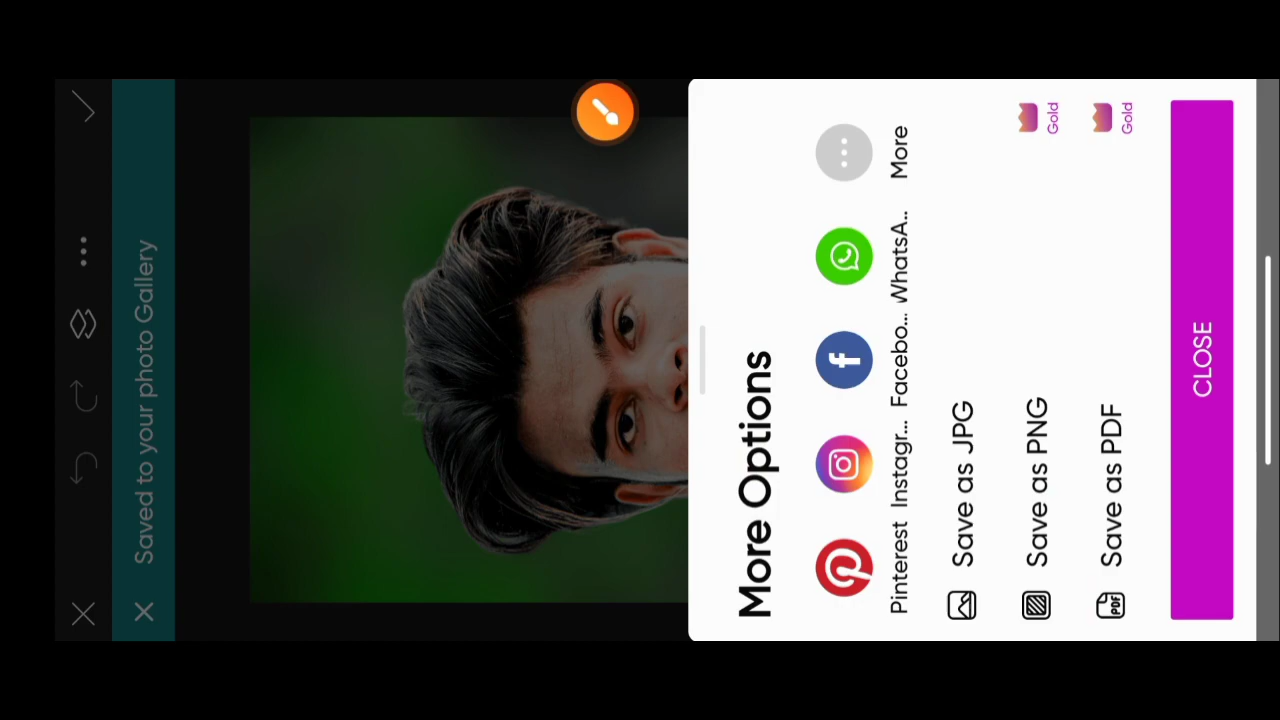 Saved to your photo Gallery
More Options
Pinterest Instagr... Facebo... WhatsA.. More
Save as JPG
Save as PNG Gold
Save as PDF Gold
CLOSE